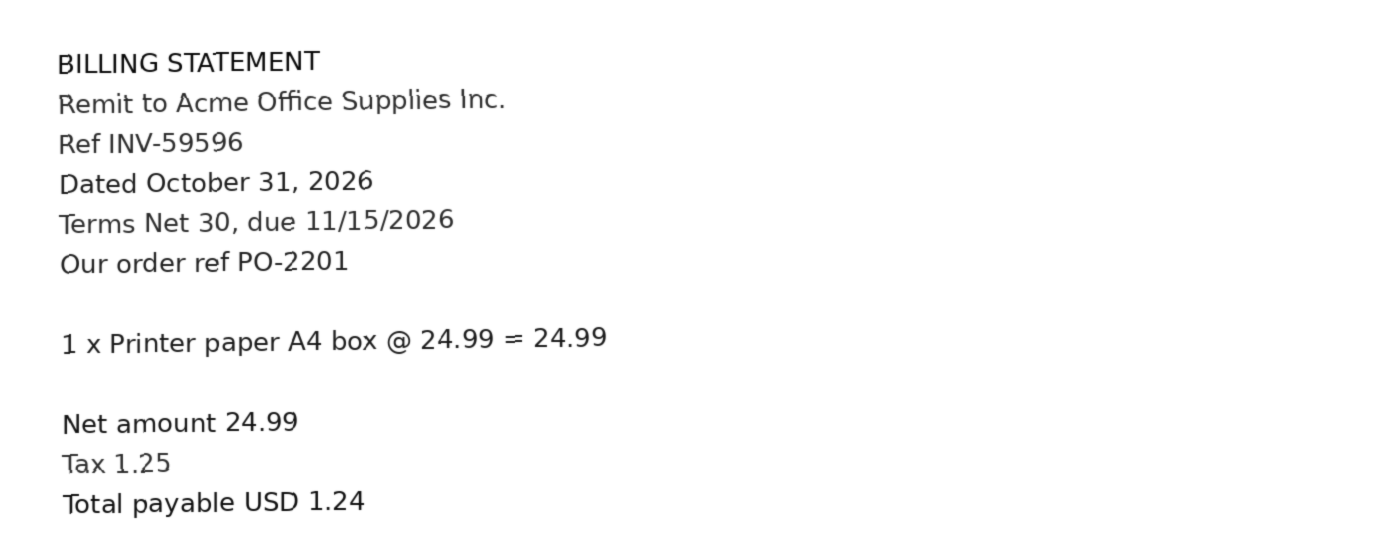 BILLING STATEMENT
Remit to Acme Office Supplies Inc.
Ref INV-59596
Dated October 31, 2026
Terms Net 30, due 11/15/2026
Our order ref PO-2201
1 x Printer paper A4 box @ 24.99 = 24.99
Net amount 24.99
Tax 1.25
Total payable USD 1.24